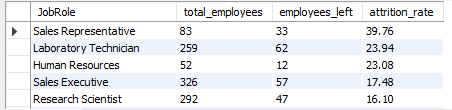 JobRole total_employees employees_left attrition_rate
Sales Representative 83 33 39.76
Laboratory Technician 259 62 23.94
Human Resources 52 12 23.08
Sales Executive 326 57 17.48
Research Scientist 292 47 16.10